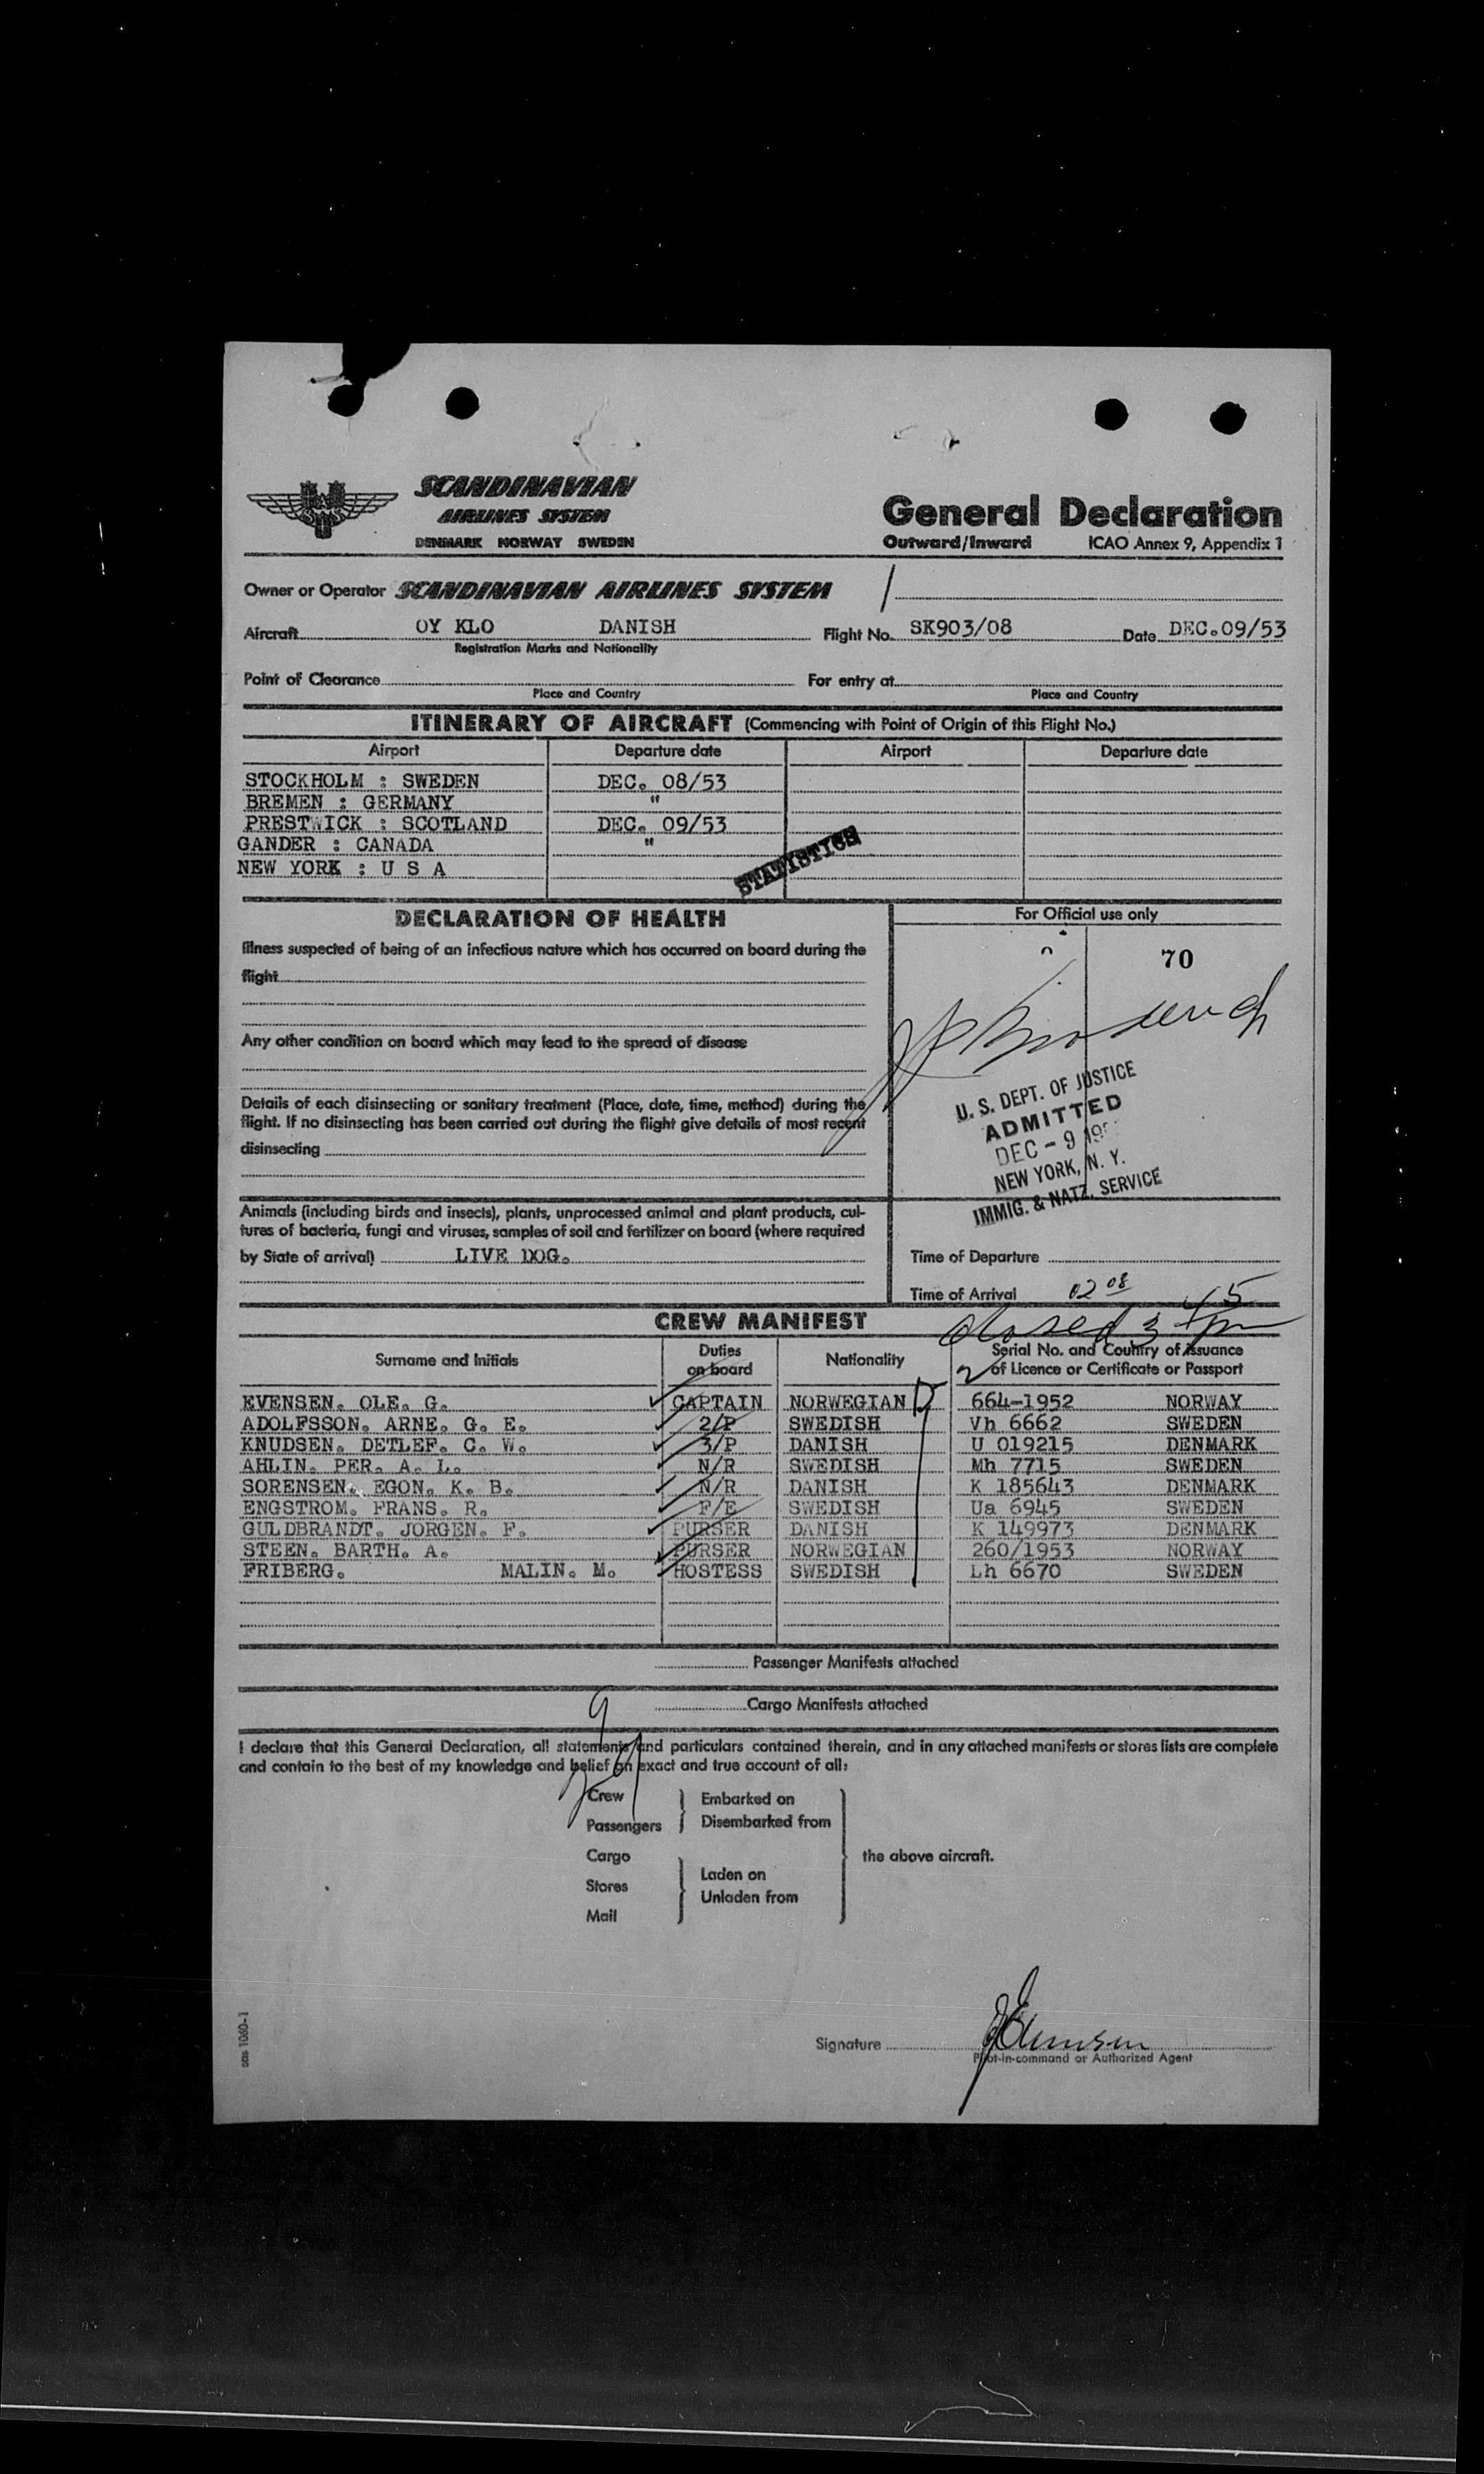 SCANDINAVIAN
AIRLINES SYSTEM
DENMARK NORWAY SWEDEN
General Declaration
Outward/Inward ICAO Annex 9, Appendix 1
Owner or Operator SCANDINAVIAN AIRLINES SYSTEM /
Aircraft OY KLO DANISH Flight No. SK903/08 Date DEC.09/53
Registration Marks and Nationality
Point of Clearance For entry at
Place and Country Place and Country
ITINERARY OF AIRCRAFT (Commencing with Point of Origin of this Flight No.)
Airport Departure date Airport Departure date
STOCKHOLM : SWEDEN DEC. 08/53
BREMEN : GERMANY "
PRESTWICK : SCOTLAND DEC. 09/53
GANDER : CANADA "
NEW YORK : U S A
STATISTICS
DECLARATION OF HEALTH
Illness suspected of being of an infectious nature which has occurred on board during the
flight
Any other condition on board which may lead to the spread of disease
Details of each disinsecting or sanitary treatment (Place, date, time, method) during the
flight. If no disinsecting has been carried out during the flight give details of most recent
disinsecting
Animals (including birds and insects), plants, unprocessed animal and plant products, cul-
tures of bacteria, fungi and viruses, samples of soil and fertilizer on board (where required
by State of arrival) LIVE DOG.
For Official use only
70
U. S. DEPT. OF JUSTICE
ADMITTED
DEC - 9 195
NEW YORK, N. Y.
IMMIG. & NATZ. SERVICE
Time of Departure
Time of Arrival 02 08
closed 3 45 pm
CREW MANIFEST
Surname and Initials Duties on board Nationality Serial No. and Country of Issuance of Licence or Certificate or Passport
EVENSEN. OLE. G. CAPTAIN NORWEGIAN 664-1952 NORWAY
ADOLFSSON. ARNE. G. E. 2/P SWEDISH Vh 6662 SWEDEN
KNUDSEN. DETLEF. C. W. 3/P DANISH U 019215 DENMARK
AHLIN. PER. A. L. N/R SWEDISH Mh 7715 SWEDEN
SORENSEN. EGON. K. B. N/R DANISH K 185643 DENMARK
ENGSTROM. FRANS. R. F/E SWEDISH Ua 6945 SWEDEN
GULDBRANDT. JORGEN. F. PURSER DANISH K 149973 DENMARK
STEEN. BARTH. A. PURSER NORWEGIAN 260/1953 NORWAY
FRIBERG. MALIN. M. HOSTESS SWEDISH Lh 6670 SWEDEN
Passenger Manifests attached
9
Cargo Manifests attached
I declare that this General Declaration, all statements and particulars contained therein, and in any attached manifests or stores lists are complete
and contain to the best of my knowledge and belief an exact and true account of all:
Crew
Passengers
Embarked on
Disembarked from
Cargo
Stores
Mail
Laden on
Unladen from
the above aircraft.
sas 1060-1
Signature
Pilot-in-command or Authorized Agent